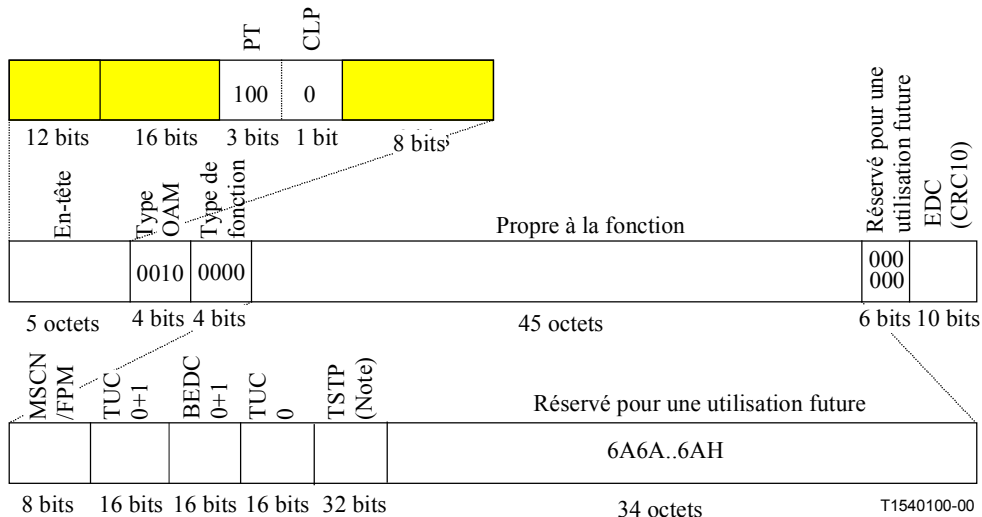 PT
CLP
100
0
12 bits
16 bits
3 bits
1 bit
8 bits
En-tête
Type
OAM
Type de
fonction
Propre à la fonction
Réservé pour une
utilisation future
EDC
(CRC10)
0010
0000
000
000
5 octets
4 bits
4 bits
45 octets
6 bits
10 bits
MSCN
/FPM
TUC
0+1
BEDC
0+1
TUC
0
TSTP
(Note)
Réservé pour une utilisation future
6A6A..6AH
8 bits
16 bits
16 bits
16 bits
32 bits
34 octets
T1540100-00